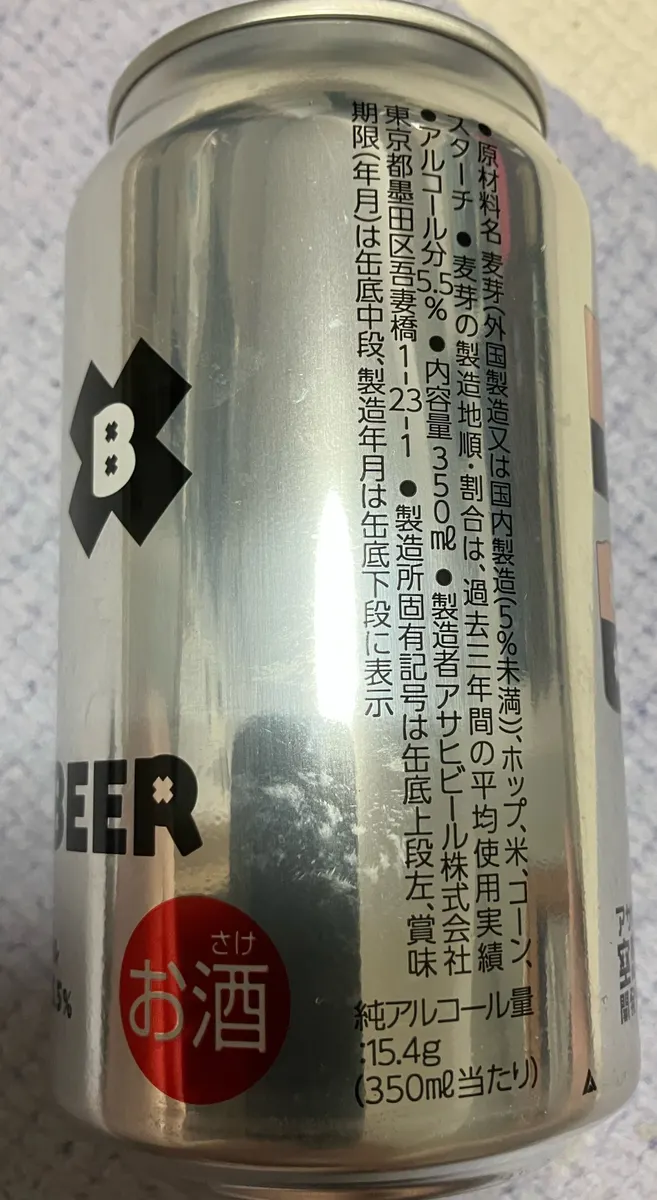 ●原材料名 麦芽(外国製造又は国内製造(5%未満))、ホップ、米、コーン、
スターチ ●麦芽の製造地順・割合は、過去三年間の平均使用実績
●アルコール分5.5% ●内容量350㎖ ●製造者アサヒビール株式会社
東京都墨田区吾妻橋1-23-1 ●製造所固有記号は缶底上段左、賞味
期限(年月)は缶底中段、製造年月は缶底下段に表示
純アルコール量
:15.4g
(350㎖当たり)
B
BEER
さけ
お酒